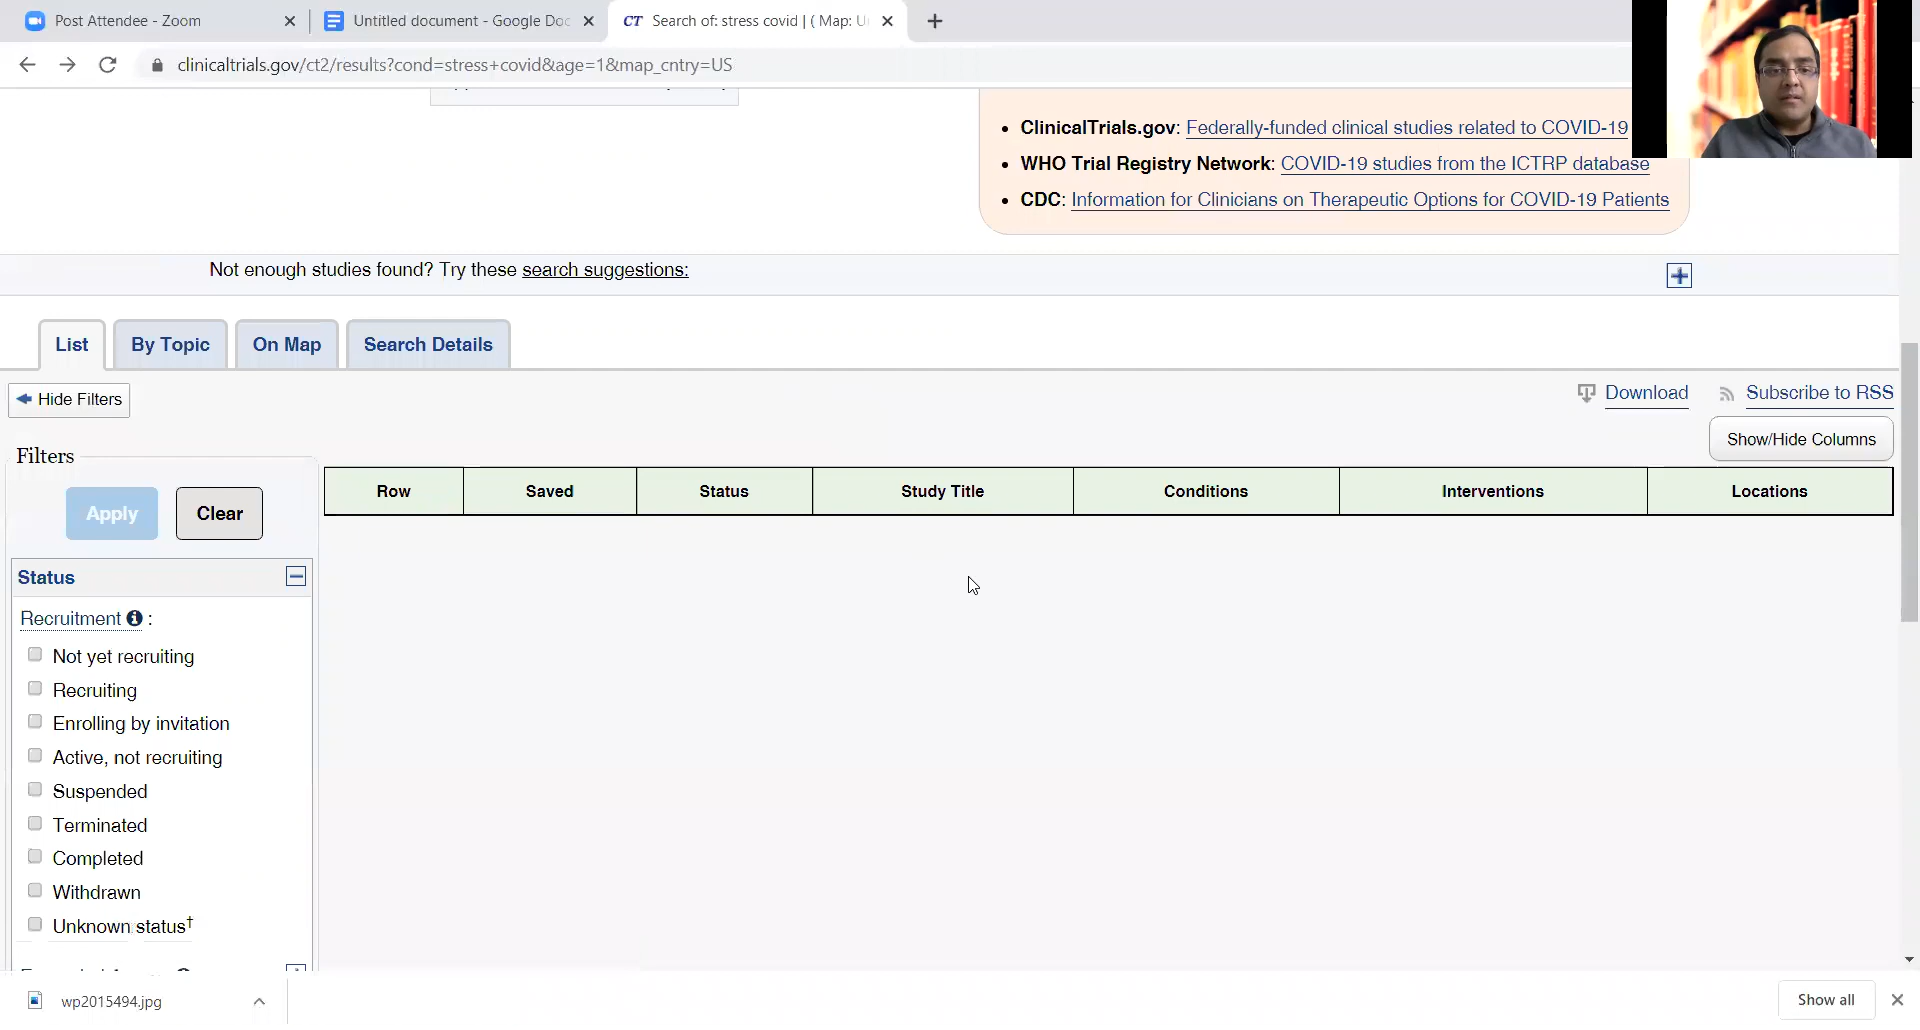 Post Attendee - Zoom
Untitled document - Google Doc
CT Search of: stress covid | ( Map: U
clinicaltrials.gov/ct2/results?cond=stress+covid&age=1&map_cntry=US
ClinicalTrials.gov: Federally-funded clinical studies related to COVID-19
WHO Trial Registry Network: COVID-19 studies from the ICTRP database
CDC: Information for Clinicians on Therapeutic Options for COVID-19 Patients
Not enough studies found? Try these search suggestions:
List By Topic On Map Search Details
Hide Filters
Download Subscribe to RSS
Show/Hide Columns
Filters
Apply Clear
Row Saved Status Study Title Conditions Interventions Locations
Status
Recruitment :
Not yet recruiting
Recruiting
Enrolling by invitation
Active, not recruiting
Suspended
Terminated
Completed
Withdrawn
Unknown status†
wp2015494.jpg
Show all